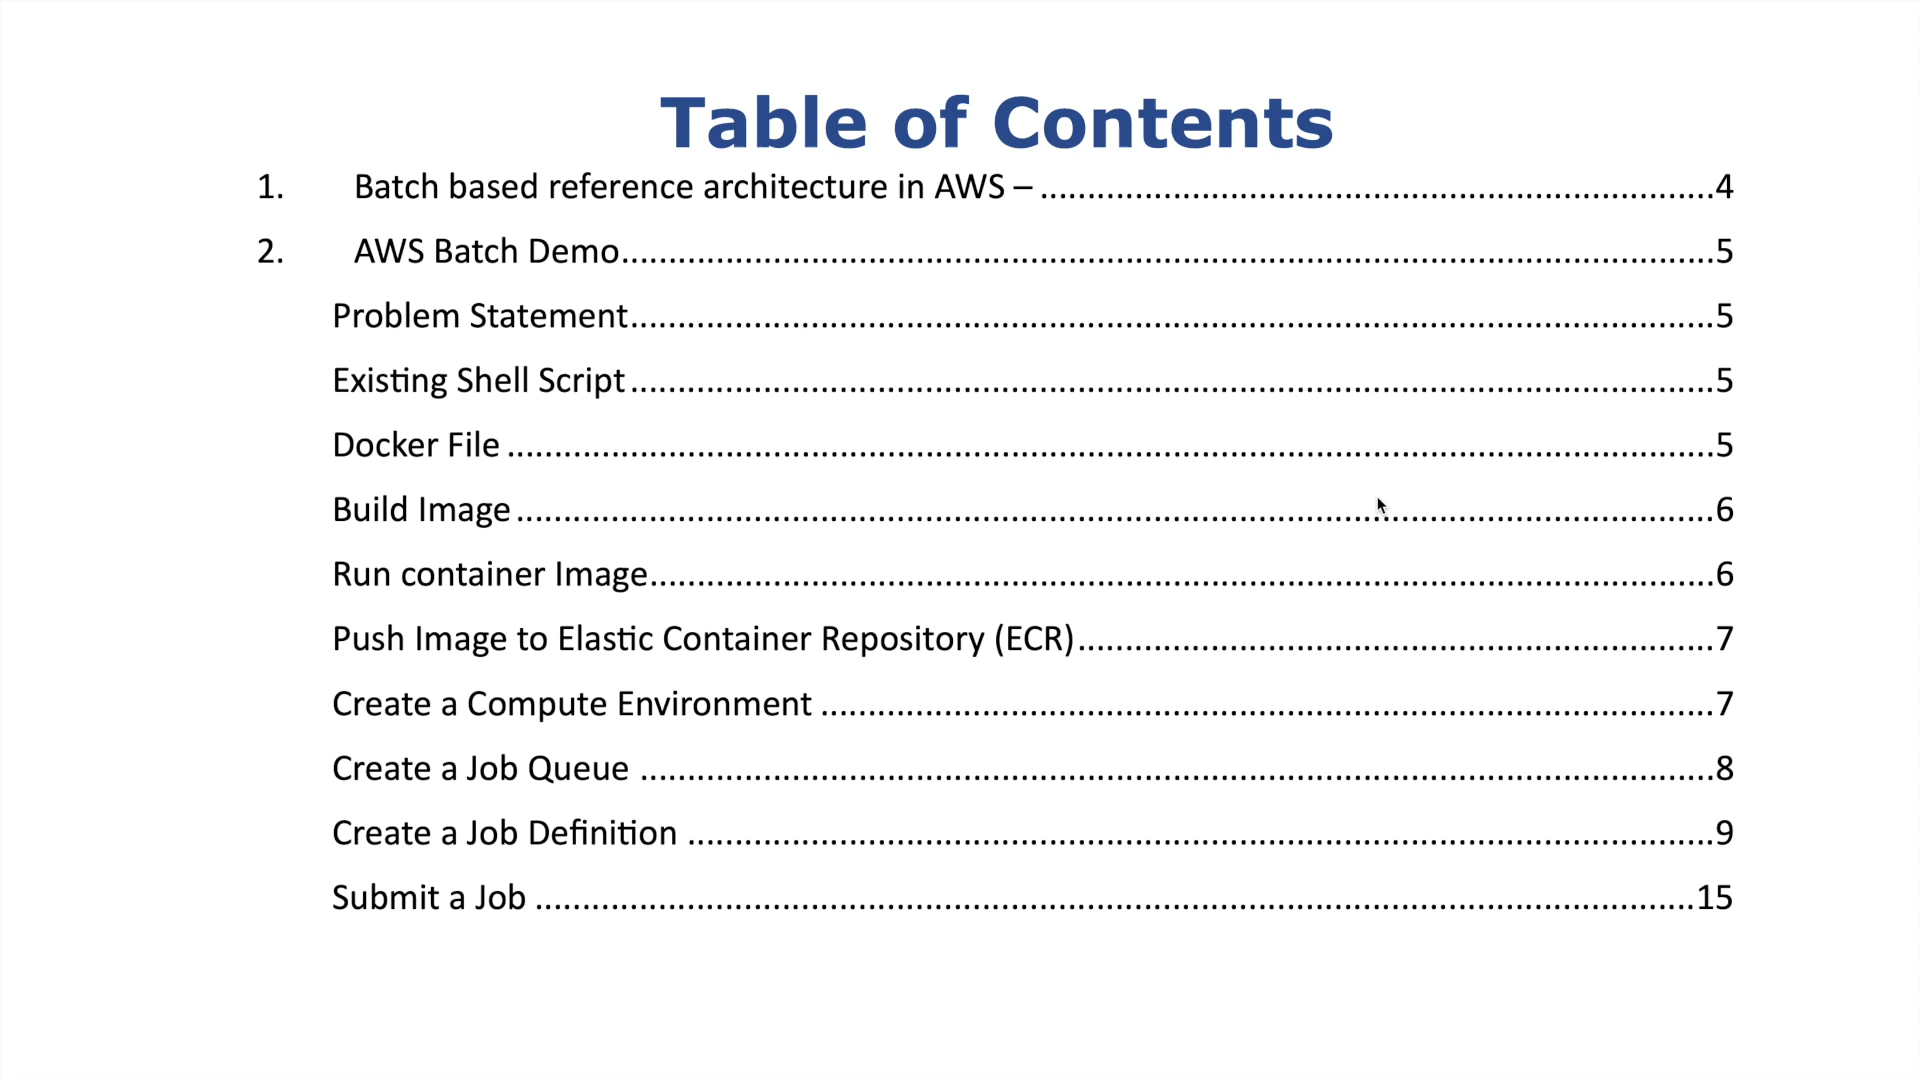 Table of Contents
1. Batch based reference architecture in AWS – ........................................................................4
2. AWS Batch Demo....................................................................................................................5
Problem Statement...................................................................................................................5
Existing Shell Script...................................................................................................................5
Docker File ................................................................................................................................5
Build Image................................................................................................................................6
Run container Image.................................................................................................................6
Push Image to Elastic Container Repository (ECR)....................................................................7
Create a Compute Environment ...............................................................................................7
Create a Job Queue ..................................................................................................................8
Create a Job Definition .............................................................................................................9
Submit a Job ...........................................................................................................................15